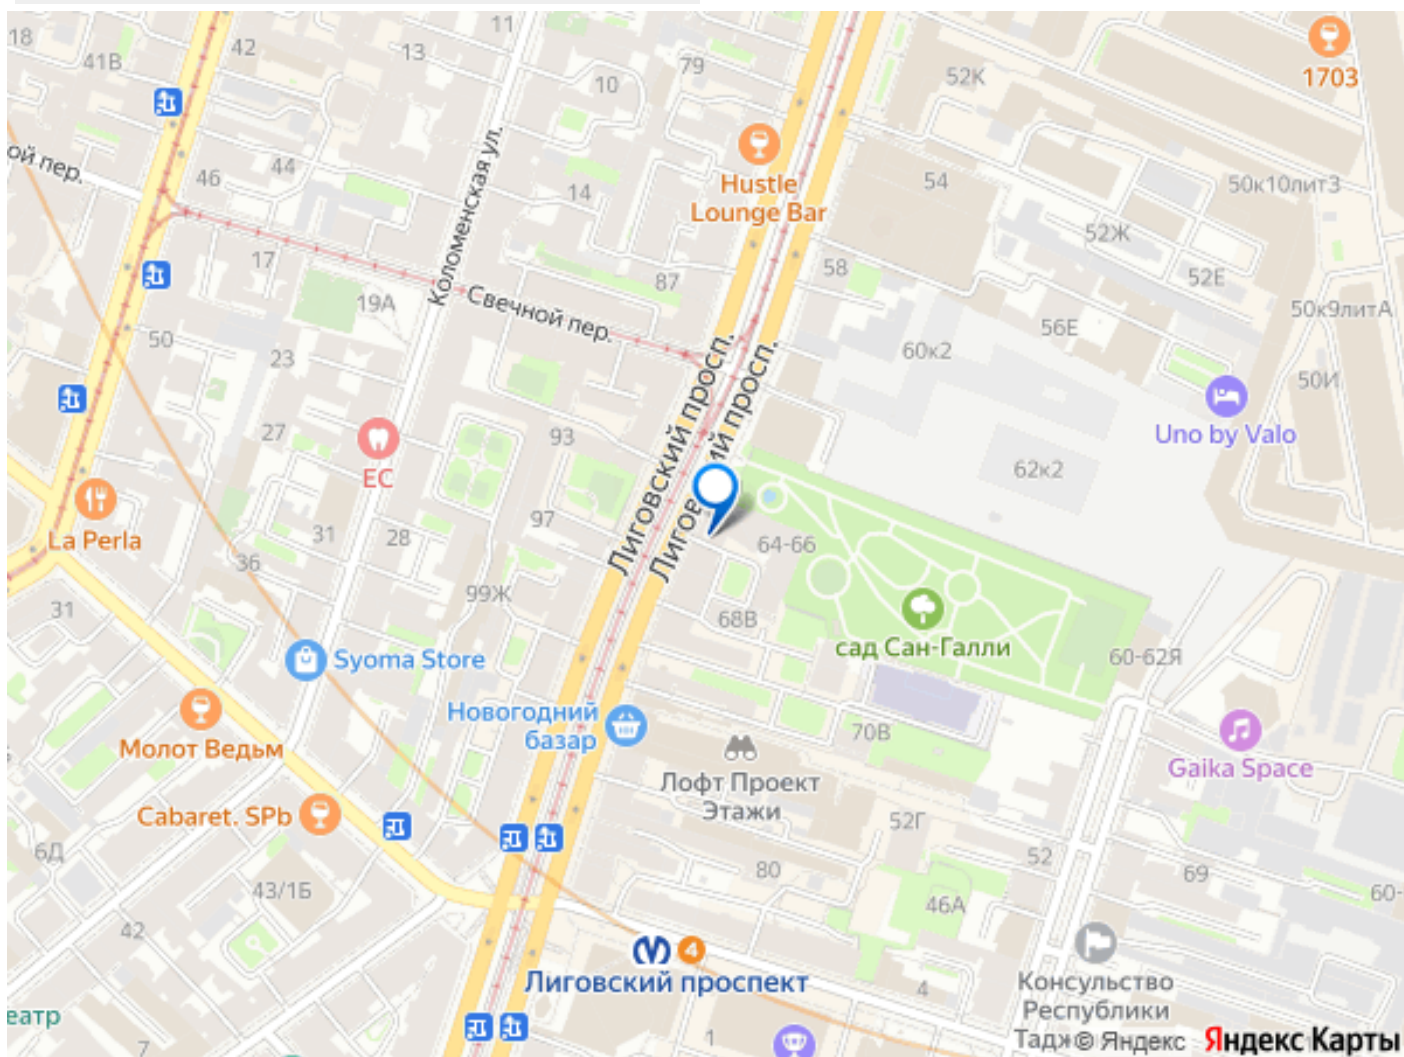 18
41В
42
13
11
10
79
52К
1703
ой пер.
44
46
14
Hustle
Lounge Bar
54
50к10лит3
52Ж
52Е
17
19А
Коломенская ул.
Свечной пер.
87
58
56Е
60к2
50к9литА
50И
50
23
27
ЕС
93
Лиговский просп.
Лиговский просп.
62к2
Uno by Valo
La Perla
31
28
97
64-66
36
31
99Ж
68В
сад Сан-Галли
60-62Я
Syoma Store
Новогодний
базар
70В
Молот Ведьм
Лофт Проект
Этажи
Gaika Space
Cabaret. SPb
52Г
6Д
43/1Б
80
52
69
60-
46А
42
4
Лиговский проспект
4
Консульство
Республики
Тадж
еатр
7
1
© Яндекс
Яндекс Карты